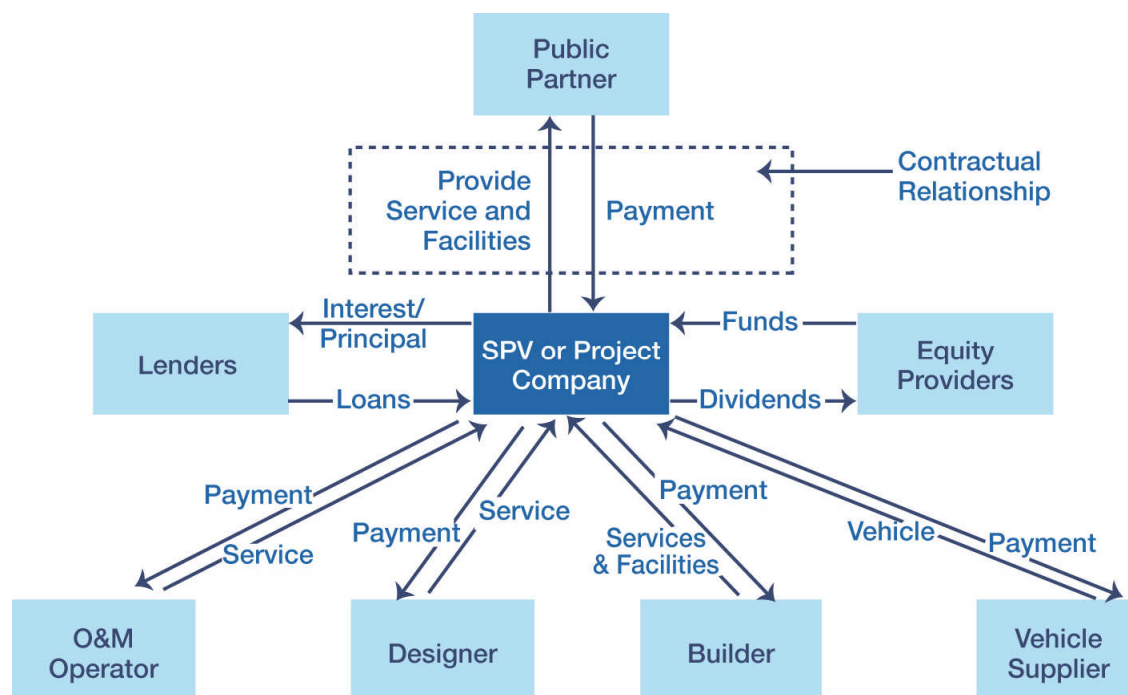 Public
Partner
Provide
Service and
Facilities
Payment
Contractual
Relationship
Interest/
Principal
Funds
Lenders
SPV or Project
Company
Equity
Providers
Loans
Dividends
Payment
Service
Payment
Service
Payment
Services
& Facilities
Vehicle
Payment
O&M
Operator
Designer
Builder
Vehicle
Supplier